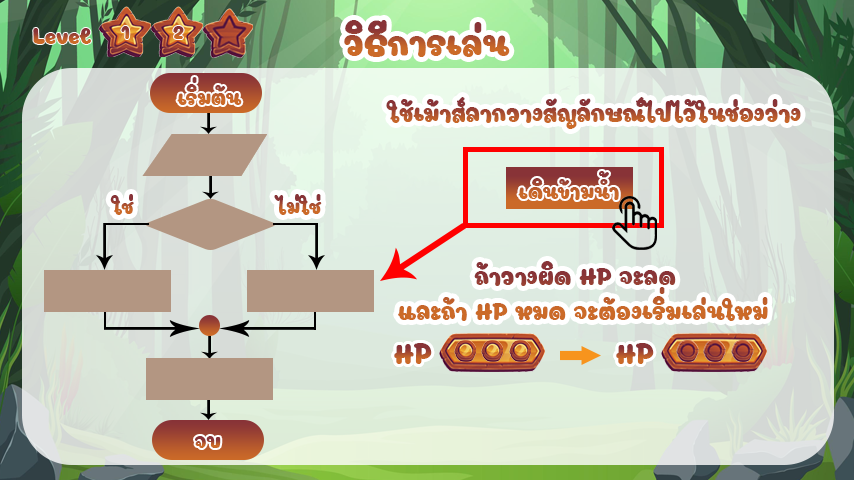 Level 1 2
วิธีการเล่น
เริ่มต้น
ใช้เม้าส์ลากวางสัญลักษณ์ไปไว้ในช่องว่าง
เดินข้ามน้ำ
ใช่
ไม่ใช่
ถ้าวางผิด HP จะลด
และถ้า HP หมด จะต้องเริ่มเล่นใหม่
HP
HP
จบ